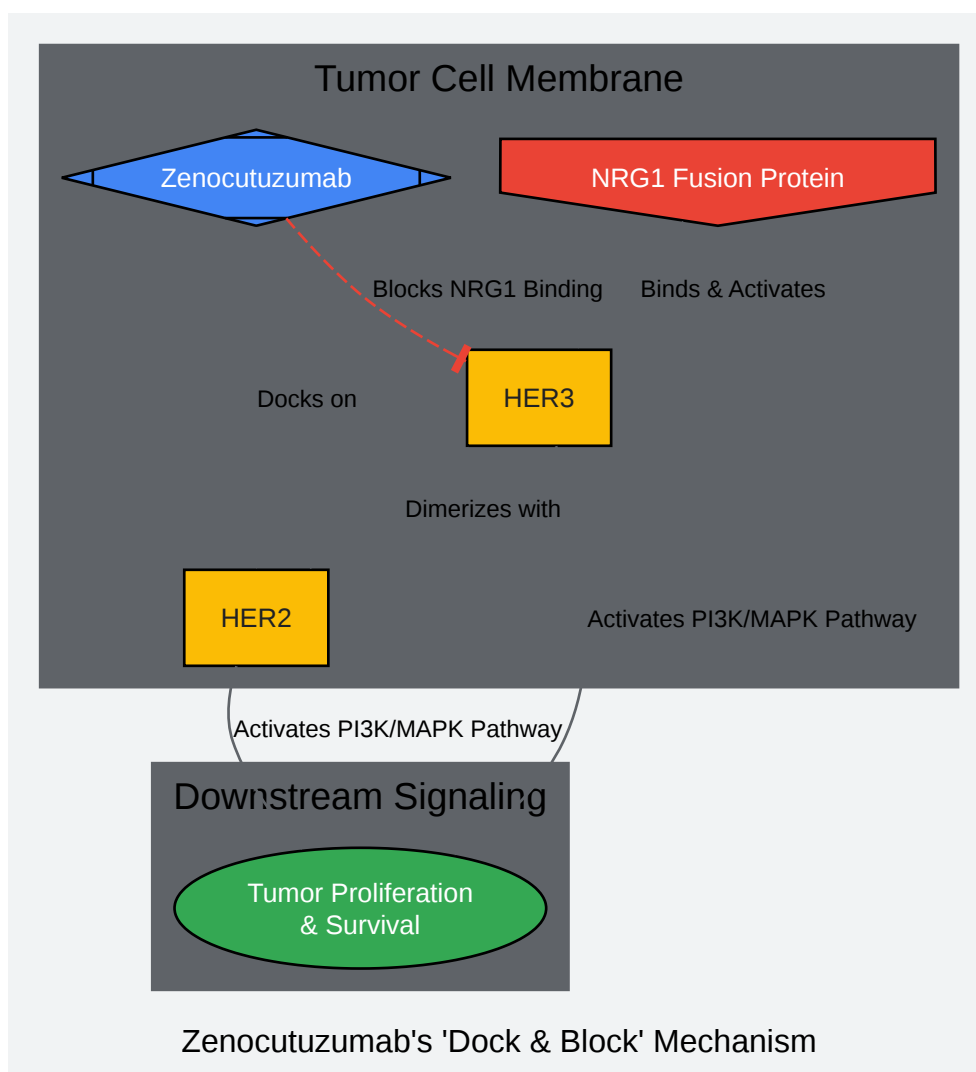 Tumor Cell Membrane
Zenocutuzumab
NRG1 Fusion Protein
Blocks NRG1 Binding
Binds & Activates
Docks on
HER3
Dimerizes with
HER2
Activates PI3K/MAPK Pathway
Activates PI3K/MAPK Pathway
Downstream Signaling
Tumor Proliferation
& Survival
Zenocutuzumab's 'Dock & Block' Mechanism